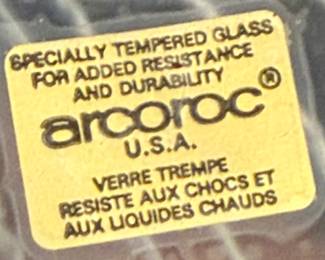 SPECIALLY TEMPERED GLASS
FOR ADDED RESISTANCE
AND DURABILITY
arcoroc®
U.S.A.
VERRE TREMPE
RESISTE AUX CHOCS ET
AUX LIQUIDES CHAUDS